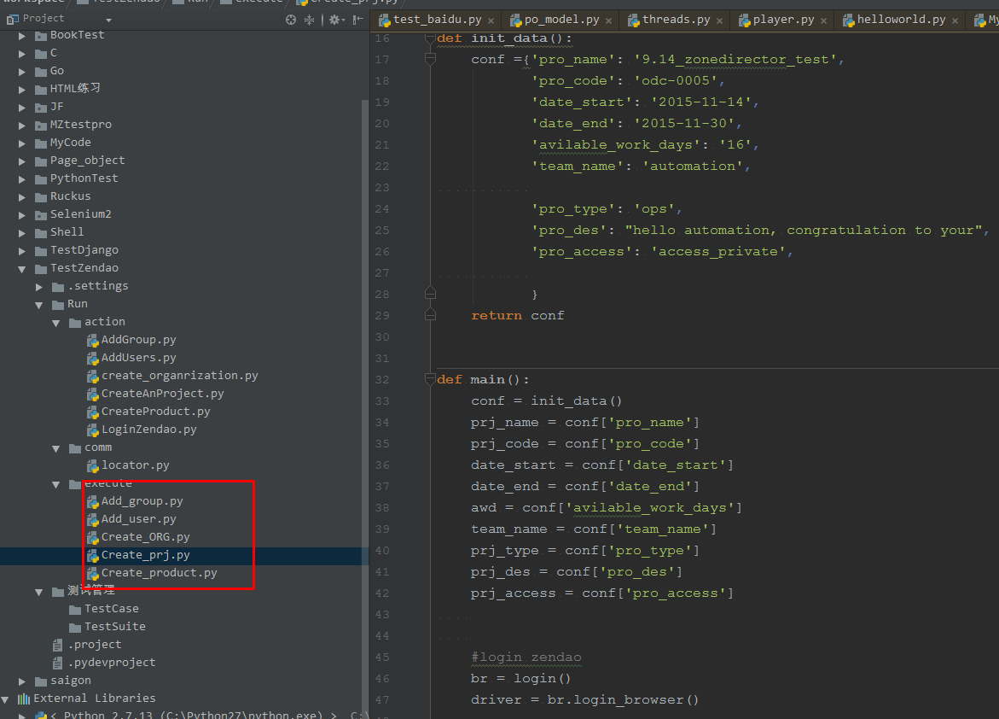 Project
BookTest
C
Go
HTML练习
JF
MZtestpro
MyCode
Page_object
PythonTest
Ruckus
Selenium2
Shell
TestDjango
TestZendao
.settings
Run
action
AddGroup.py
AddUsers.py
create_organrization.py
CreateAnProject.py
CreateProduct.py
LoginZendao.py
comm
locator.py
execute
Add_group.py
Add_user.py
Create_ORG.py
Create_prj.py
Create_product.py
测试管理
TestCase
TestSuite
.project
.pydevproject
saigon
External Libraries
< Python 2.7.13 (C:\Python27\python.exe) > C:\
test_baidu.py × po_model.py × threads.py × player.py × helloworld.py × My
16 def init_data():
17 conf ={'pro_name': '9.14_zonedirector_test',
18 'pro_code': 'odc-0005',
19 'date_start': '2015-11-14',
20 'date_end': '2015-11-30',
21 'avilable_work_days': '16',
22 'team_name': 'automation',
23
24 'pro_type': 'ops',
25 'pro_des': "hello automation, congratulation to your",
26 'pro_access': 'access_private',
27
28 }
29 return conf
30
31
32 def main():
33 conf = init_data()
34 prj_name = conf['pro_name']
35 prj_code = conf['pro_code']
36 date_start = conf['date_start']
37 date_end = conf['date_end']
38 awd = conf['avilable_work_days']
39 team_name = conf['team_name']
40 prj_type = conf['pro_type']
41 prj_des = conf['pro_des']
42 prj_access = conf['pro_access']
43
44
45 #login zendao
46 br = login()
47 driver = br.login_browser()